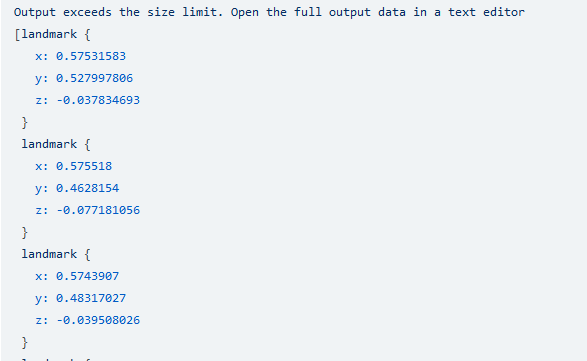 Output exceeds the size limit. Open the full output data in a text editor
[landmark {
x: 0.57531583
y: 0.527997806
z: -0.037834693
}
landmark {
x: 0.575518
y: 0.4628154
z: -0.077181056
}
landmark {
x: 0.5743907
y: 0.48317027
z: -0.039508026
}